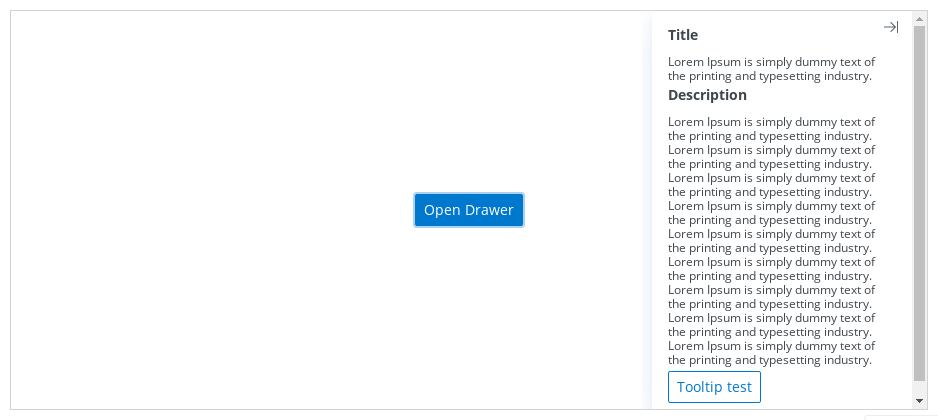 Open Drawer
Title
Lorem Ipsum is simply dummy text of
the printing and typesetting industry.
Description
Lorem Ipsum is simply dummy text of
the printing and typesetting industry.
Lorem Ipsum is simply dummy text of
the printing and typesetting industry.
Lorem Ipsum is simply dummy text of
the printing and typesetting industry.
Lorem Ipsum is simply dummy text of
the printing and typesetting industry.
Lorem Ipsum is simply dummy text of
the printing and typesetting industry.
Lorem Ipsum is simply dummy text of
the printing and typesetting industry.
Lorem Ipsum is simply dummy text of
the printing and typesetting industry.
Lorem Ipsum is simply dummy text of
the printing and typesetting industry.
Lorem Ipsum is simply dummy text of
the printing and typesetting industry.
Tooltip test